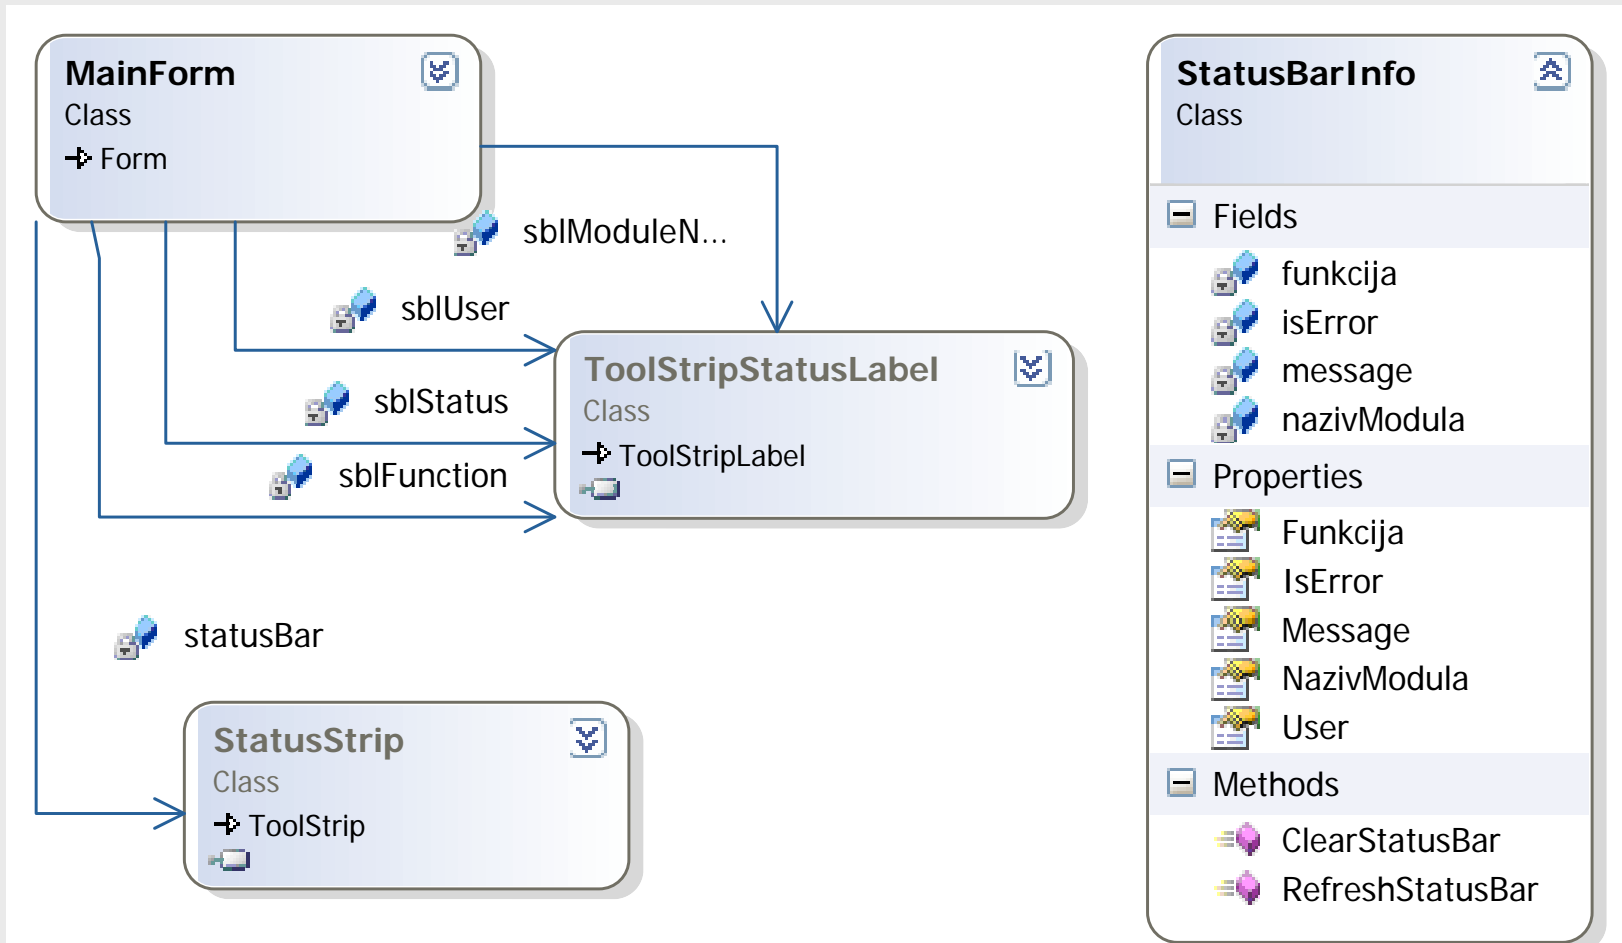 MainForm
Class
Form
sblModuleN...
sblUser
sblStatus
sblFunction
statusBar
ToolStripStatusLabel
Class
ToolStripLabel
StatusStrip
Class
ToolStrip
StatusBarInfo
Class
Fields
funkcija
isError
message
nazivModula
Properties
Funkcija
IsError
Message
NazivModula
User
Methods
ClearStatusBar
RefreshStatusBar